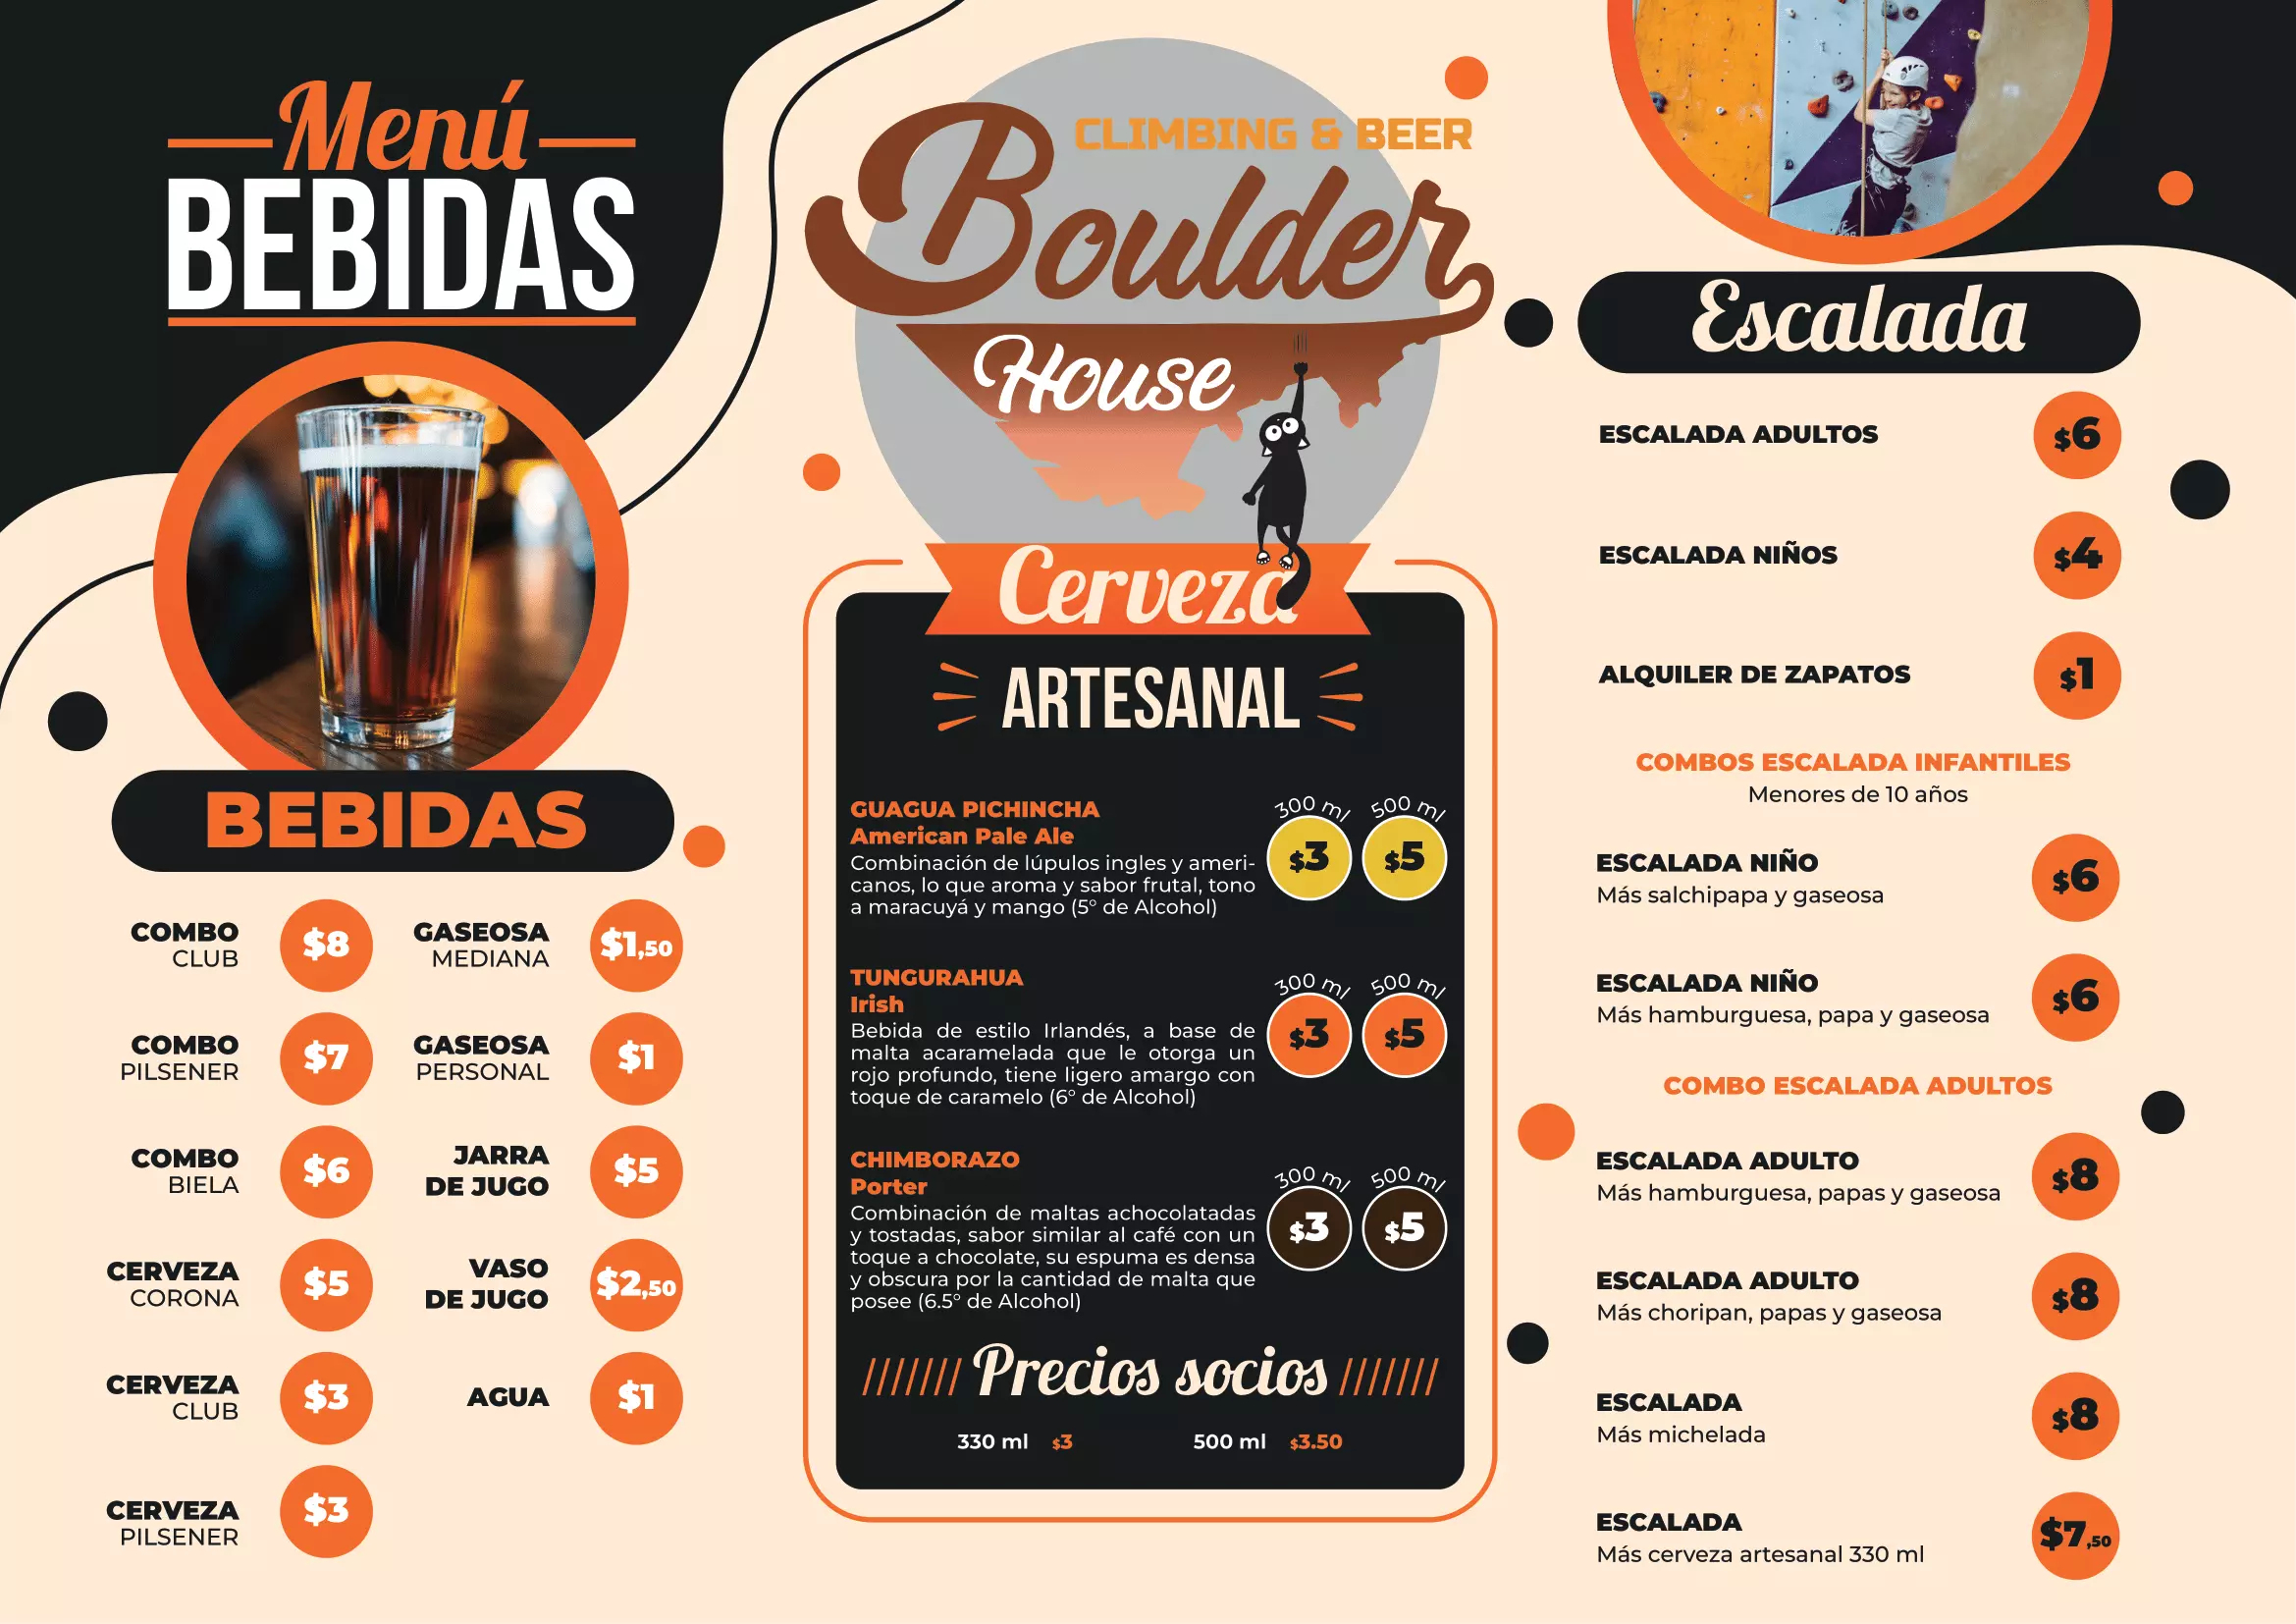 Menú
BEBIDAS
BEBIDAS
COMBO
CLUB
$8
COMBO
PILSENER
$7
COMBO
BIELA
$6
CERVEZA
CORONA
$5
CERVEZA
CLUB
$3
CERVEZA
PILSENER
$3
GASEOSA
MEDIANA
$1,50
GASEOSA
PERSONAL
$1
JARRA
DE JUGO
$5
VASO
DE JUGO
$2,50
AGUA
$1
CLIMBING & BEER
Boulder
House
Cerveza
ARTESANAL
GUAGUA PICHINCHA
American Pale Ale
Combinación de lúpulos ingles y ameri-
canos, lo que aroma y sabor frutal, tono
a maracuyá y mango (5° de Alcohol)
300 ml
$3
500 ml
$5
TUNGURAHUA
Irish
Bebida de estilo Irlandés, a base de
malta acaramelada que le otorga un
rojo profundo, tiene ligero amargo con
toque de caramelo (6° de Alcohol)
300 ml
$3
500 ml
$5
CHIMBORAZO
Porter
Combinación de maltas achocolatadas
y tostadas, sabor similar al café con un
toque a chocolate, su espuma es densa
y obscura por la cantidad de malta que
posee (6.5° de Alcohol)
300 ml
$3
500 ml
$5
/////// Precios socios ///////
330 ml $3 500 ml $3.50
Escalada
ESCALADA ADULTOS $6
ESCALADA NIÑOS $4
ALQUILER DE ZAPATOS $1
COMBOS ESCALADA INFANTILES
Menores de 10 años
ESCALADA NIÑO
Más salchipapa y gaseosa
$6
ESCALADA NIÑO
Más hamburguesa, papa y gaseosa
$6
COMBO ESCALADA ADULTOS
ESCALADA ADULTO
Más hamburguesa, papas y gaseosa
$8
ESCALADA ADULTO
Más choripan, papas y gaseosa
$8
ESCALADA
Más michelada
$8
ESCALADA
Más cerveza artesanal 330 ml
$7,50